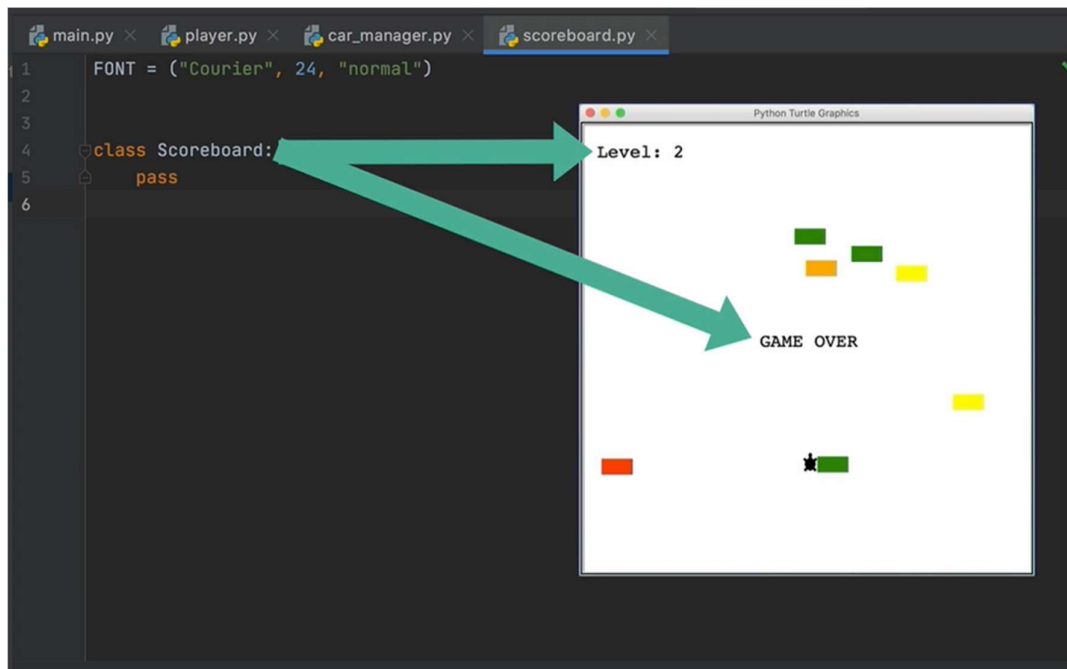 main.py player.py car_manager.py scoreboard.py
1 FONT = ("Courier", 24, "normal")
2
3
4 class Scoreboard:
5 pass
6
Python Turtle Graphics
Level: 2
GAME OVER